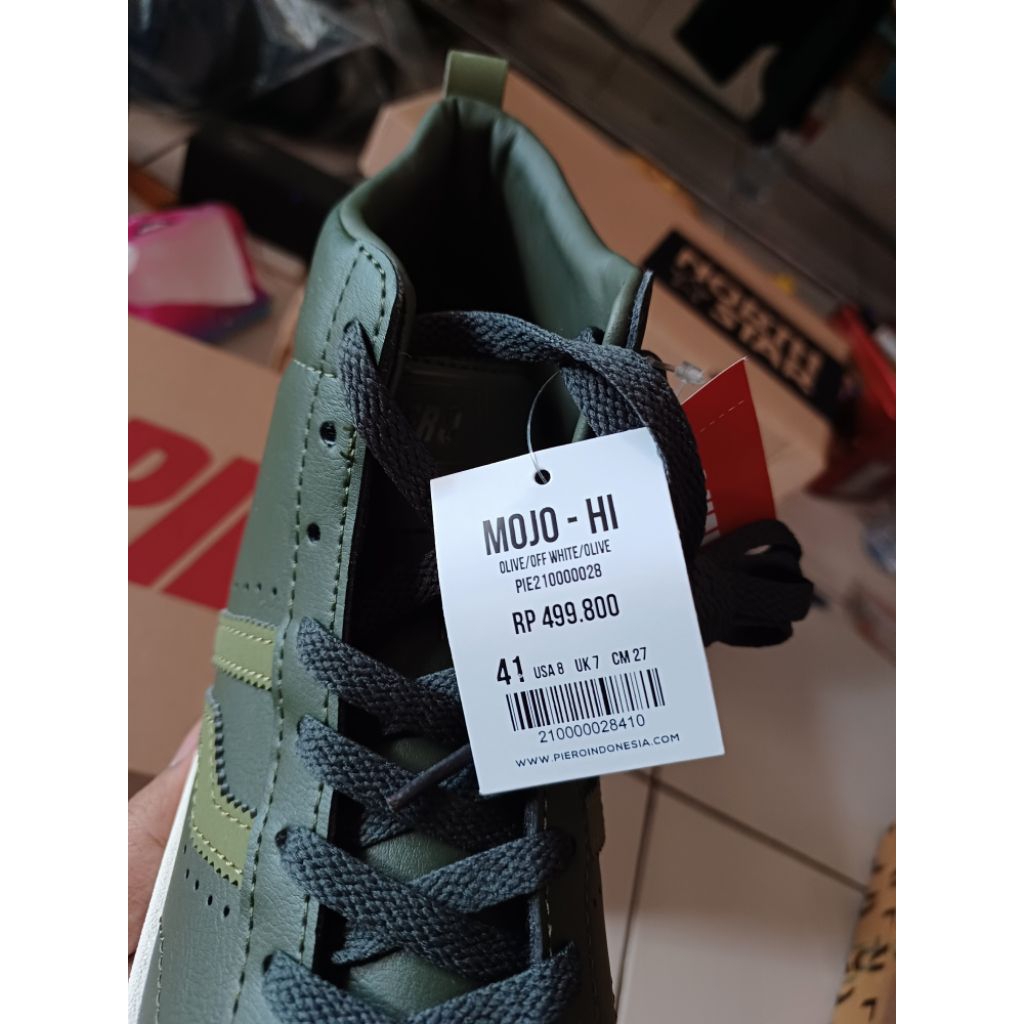 NORTH
STAR
MOJO - HI
OLIVE/OFF WHITE/OLIVE
PIE210000028
RP 499.800
41 USA 8 UK 7 CM 27
210000028410
WWW.PIEROINDONESIA.COM